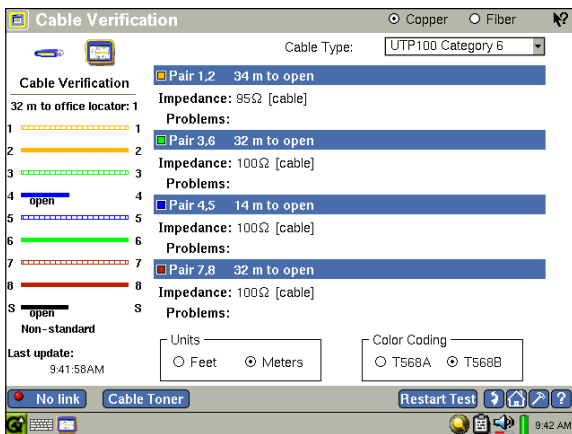 Cable Verification
Copper
Fiber
Cable Type: UTP100 Category 6
Cable Verification
32 m to office locator: 1
1 1
2 2
3 3
4 open 4
5 5
6 6
7 7
8 8
S open S
Non-standard
Last update:
9:41:58AM
Pair 1,2 34 m to open
Impedance: 95Ω [cable]
Problems:
Pair 3,6 32 m to open
Impedance: 100Ω [cable]
Problems:
Pair 4,5 14 m to open
Impedance: 100Ω [cable]
Problems:
Pair 7,8 32 m to open
Impedance: 100Ω [cable]
Problems:
Units
Feet Meters
Color Coding
T568A T568B
No link
Cable Toner
Restart Test
?
9:42 AM